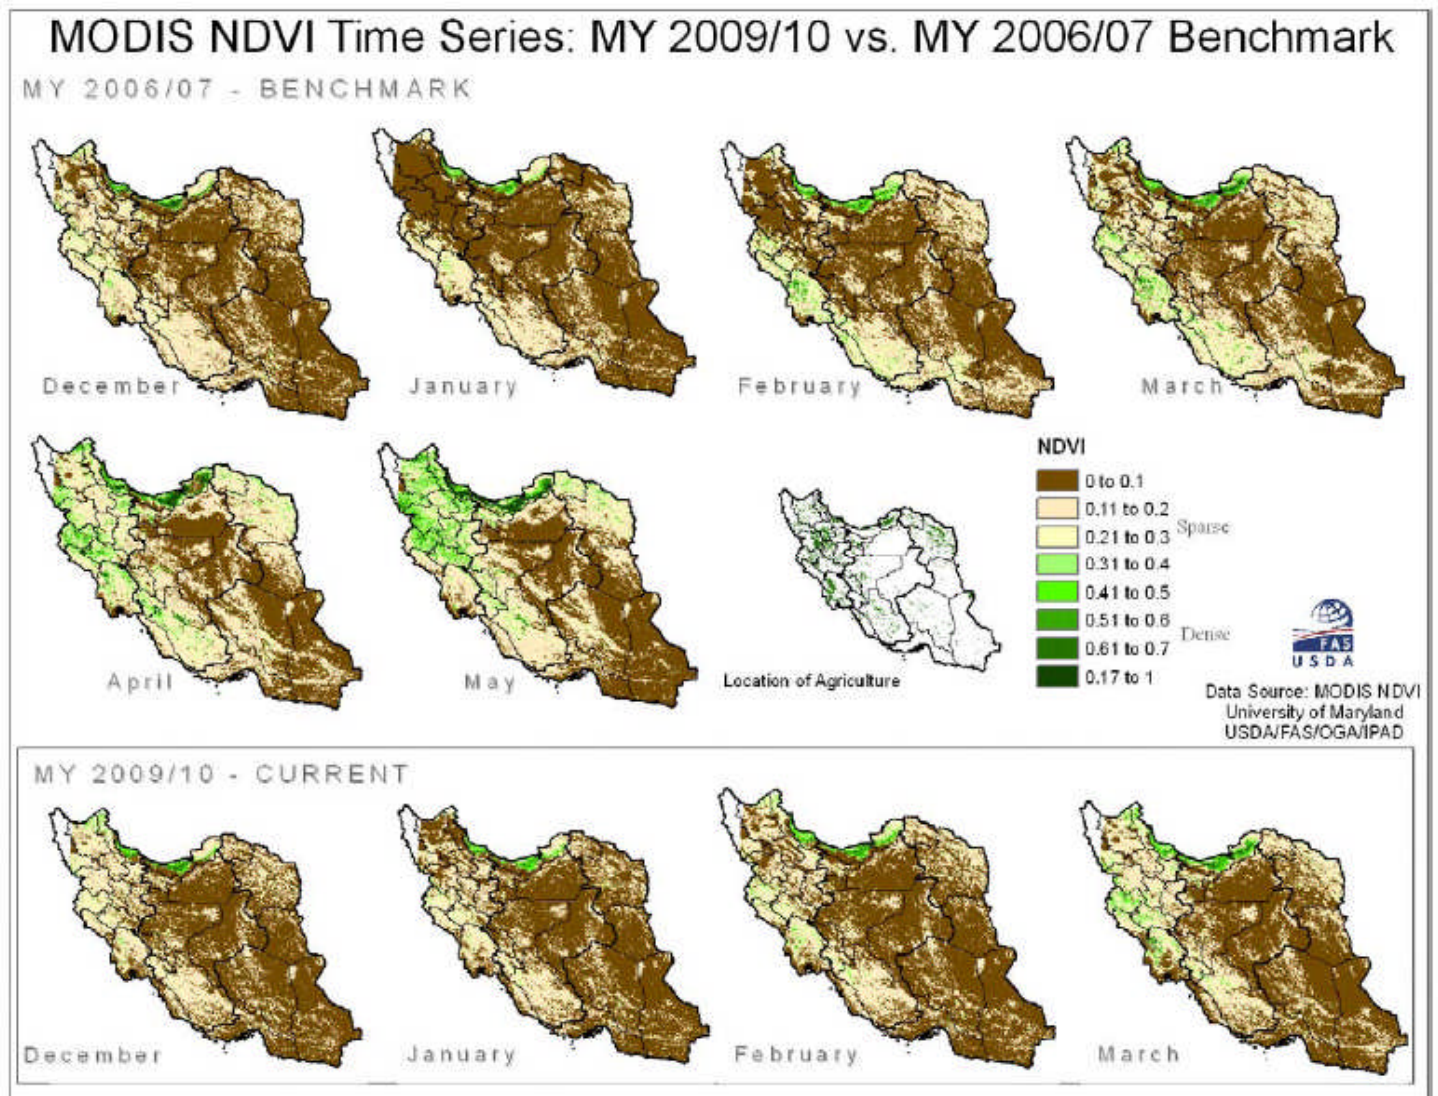 MODIS NDVI Time Series: MY 2009/10 vs. MY 2006/07 Benchmark
MY 2006/07 - BENCHMARK
December
January
February
March
April
May
Location of Agriculture
NDVI
0 to 0.1
0.11 to 0.2
0.21 to 0.3
Sparse
0.31 to 0.4
0.41 to 0.5
0.51 to 0.6
0.61 to 0.7
Dense
0.17 to 1
FAS
USDA
Data Source: MODIS NDVI
University of Maryland
USDA/FAS/OGA/IPAD
MY 2009/10 - CURRENT
December
January
February
March